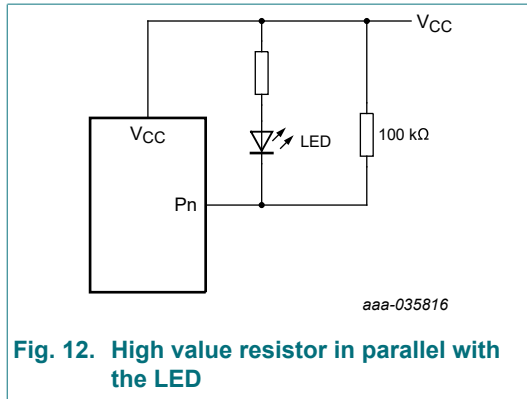 VCC
VCC
LED
100 kΩ
Pn
aaa-035816
Fig. 12. High value resistor in parallel with
the LED